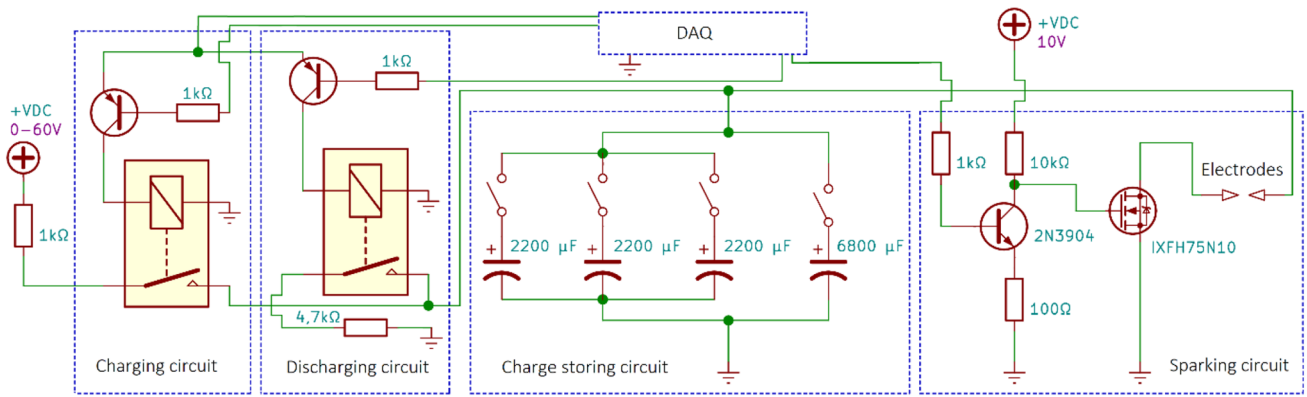 DAQ
+VDC
10V
1kΩ
1kΩ
+VDC
0-60V
1kΩ
4,7kΩ
+ 2200 µF
+ 2200 µF
+ 2200 µF
+ 6800 µF
1kΩ
10kΩ
Electrodes
2N3904
IXFH75N10
100Ω
Charging circuit
Discharging circuit
Charge storing circuit
Sparking circuit